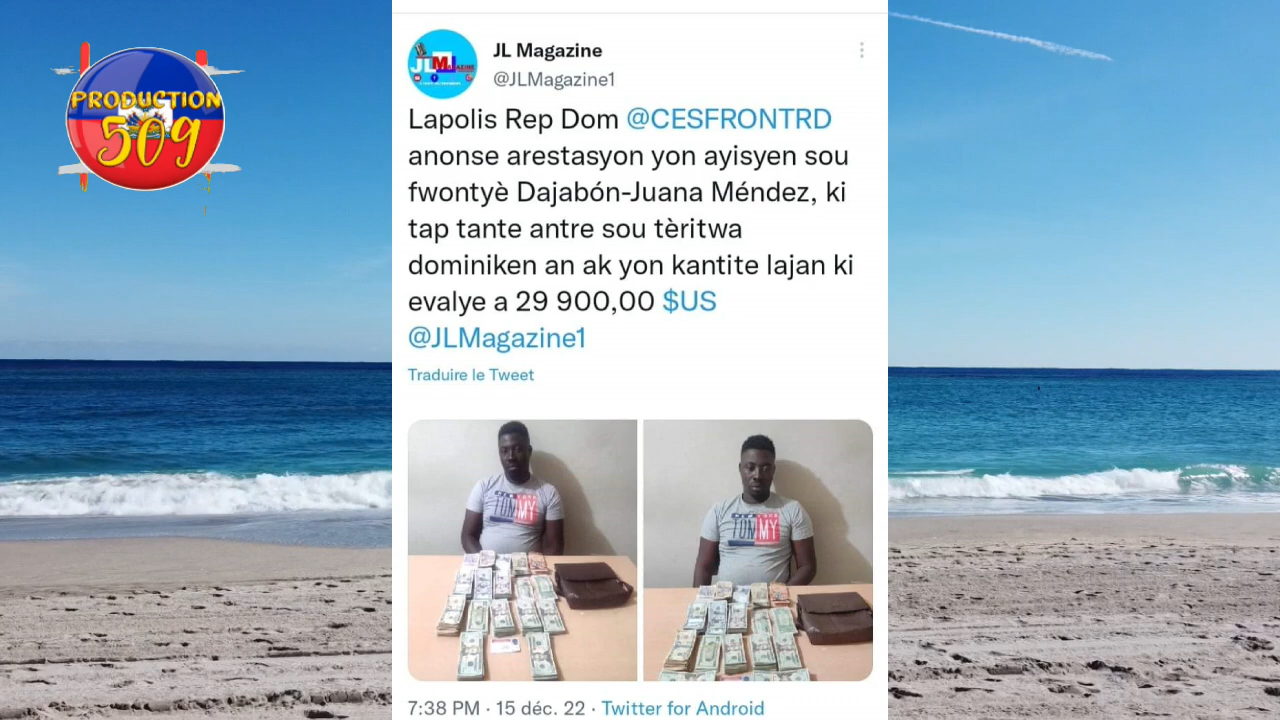 PRODUCTION
509
JL Magazine
@JLMagazine1
Lapolis Rep Dom @CESFRONTRD
anonse arestasyon yon ayisyen sou
fwontyè Dajabón-Juana Méndez, ki
tap tante antre sou tèritwa
dominiken an ak yon kantite lajan ki
evalye a 29 900,00 $US
@JLMagazine1
Traduire le Tweet
TOMMY
TOMMY
7:38 PM · 15 déc. 22 · Twitter for Android